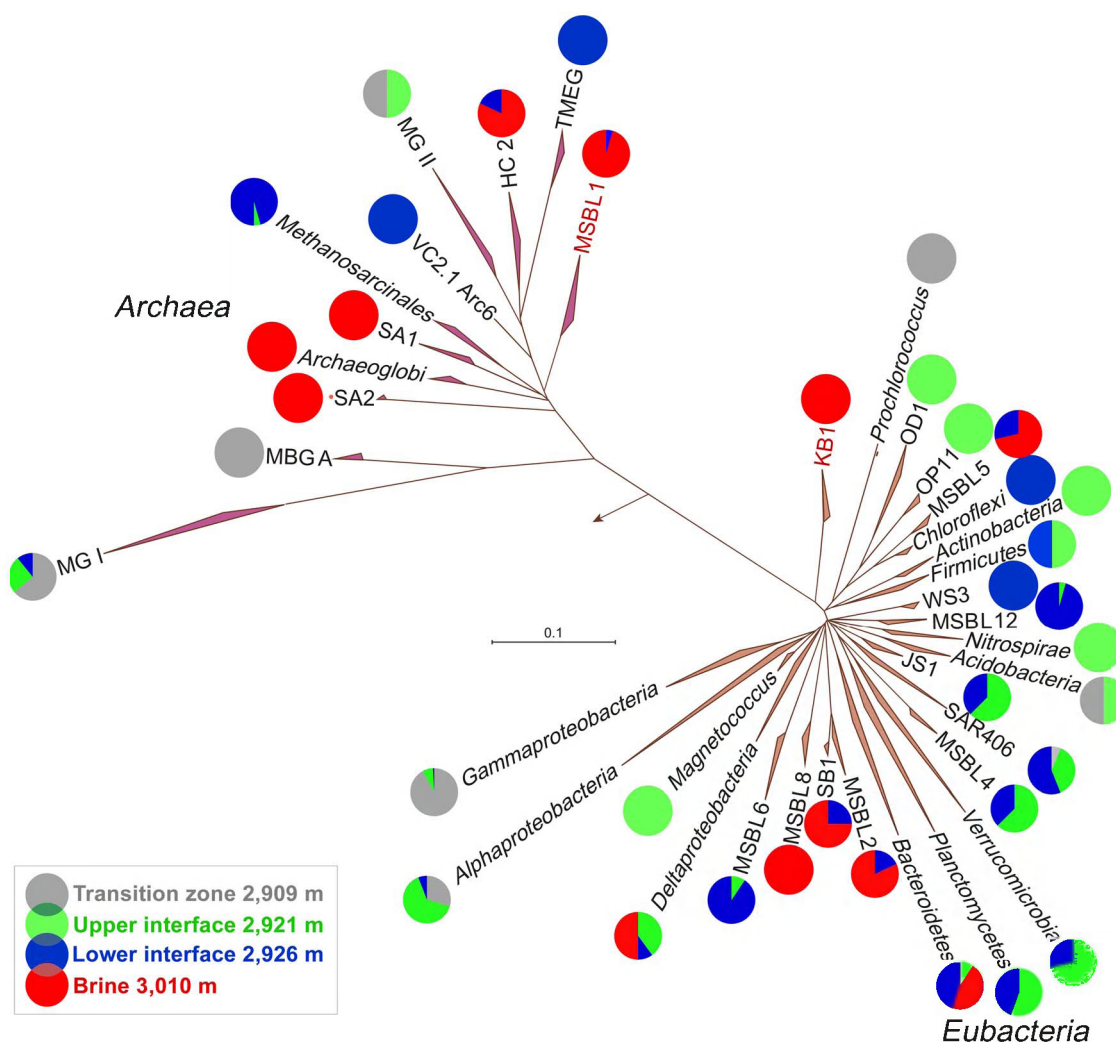 TMEG
MG II
HC 2
MSBL1
Methanosarcinales
VC2.1 Arc6
Archaea
SA1
Archaeoglobi
SA2
MBG A
MG I
KB1
Prochlorococcus
OD1
OP11
MSBL5
Chloroflexi
Actinobacteria
Firmicutes
WS3
MSBL12
Nitrospirae
JS1
Acidobacteria
0.1
SAR406
MSBL4
Verrucomicrobia
Planctomycetes
Bacteroidetes
MSBL2
SB1
MSBL8
MSBL6
Deltaproteobacteria
Magnetococcus
Alphaproteobacteria
Gammaproteobacteria
Transition zone 2,909 m
Upper interface 2,921 m
Lower interface 2,926 m
Brine 3,010 m
Eubacteria